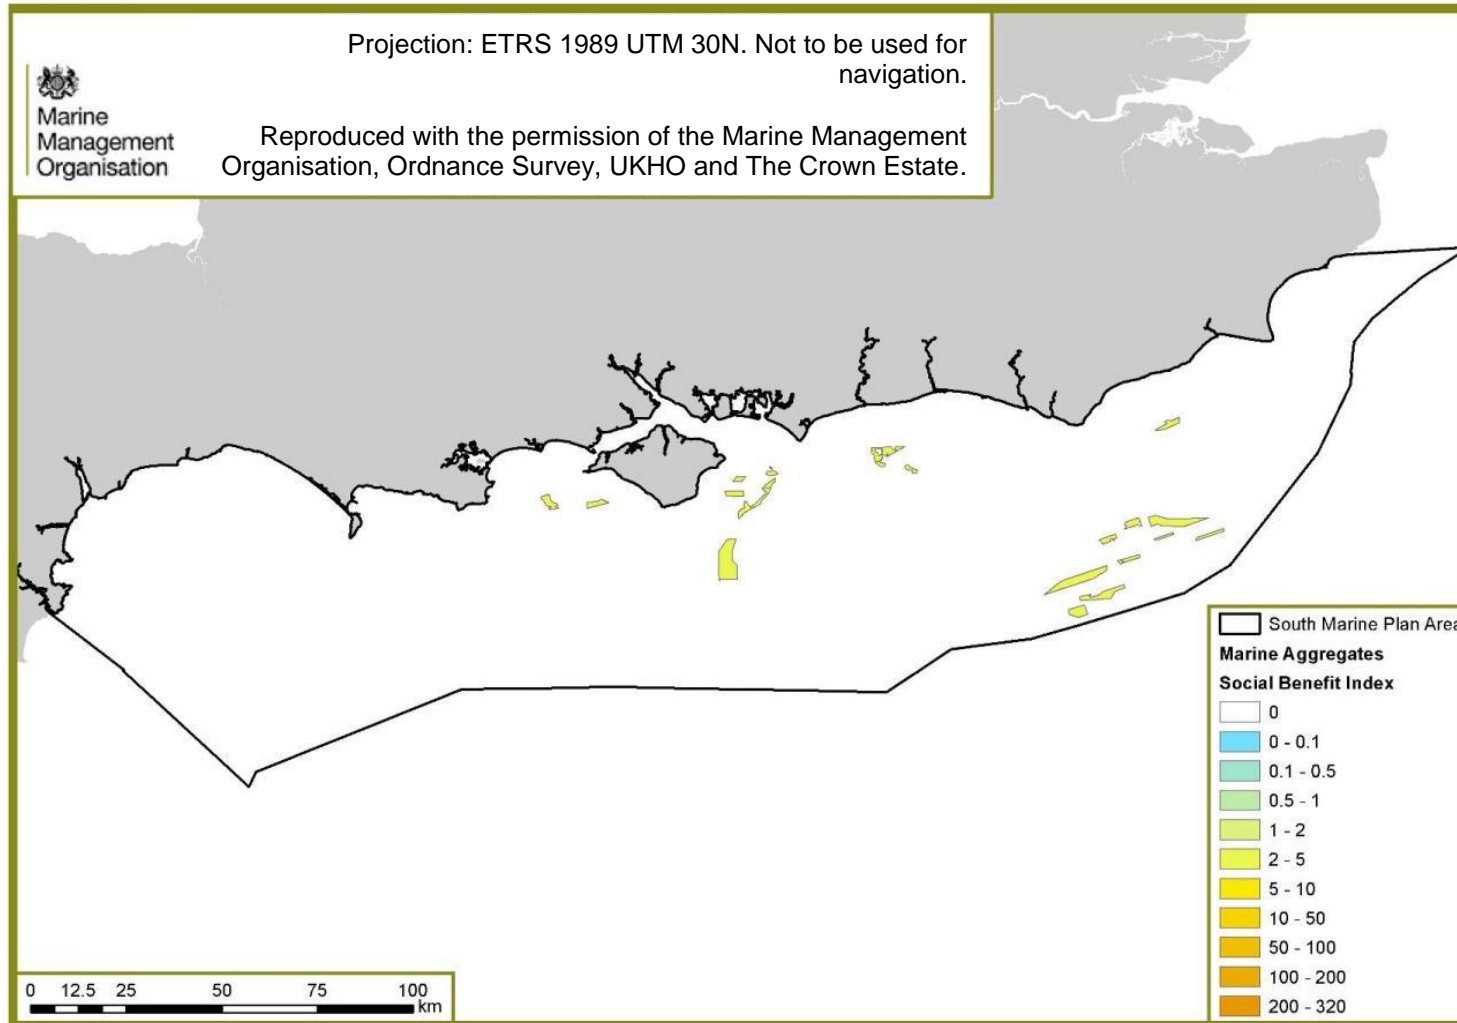 Projection: ETRS 1989 UTM 30N. Not to be used for
navigation.
Marine
Management
Organisation
Reproduced with the permission of the Marine Management
Organisation, Ordnance Survey, UKHO and The Crown Estate.
South Marine Plan Area
Marine Aggregates
Social Benefit Index
0
0 - 0.1
0.1 - 0.5
0.5 - 1
1 - 2
2 - 5
5 - 10
10 - 50
50 - 100
100 - 200
200 - 320
0 12.5 25 50 75 100
km